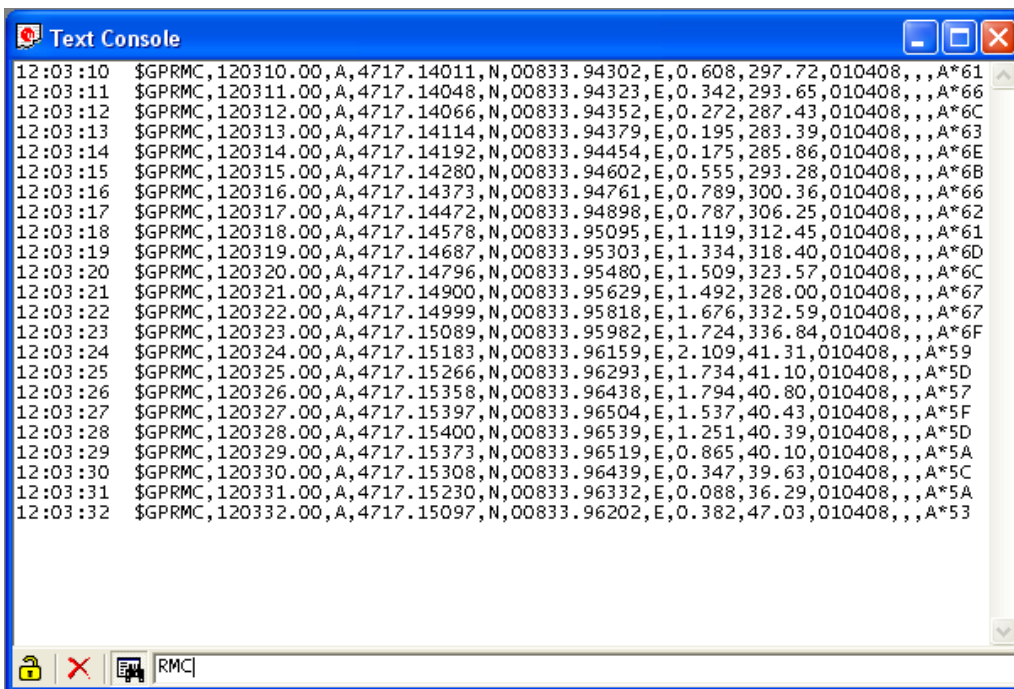 Text Console
12:03:10 $GPRMC,120310.00,A,4717.14011,N,00833.94302,E,0.608,297.72,010408,,,A*61
12:03:11 $GPRMC,120311.00,A,4717.14048,N,00833.94323,E,0.342,293.65,010408,,,A*66
12:03:12 $GPRMC,120312.00,A,4717.14066,N,00833.94352,E,0.272,287.43,010408,,,A*6C
12:03:13 $GPRMC,120313.00,A,4717.14114,N,00833.94379,E,0.195,283.39,010408,,,A*63
12:03:14 $GPRMC,120314.00,A,4717.14192,N,00833.94454,E,0.175,285.86,010408,,,A*6E
12:03:15 $GPRMC,120315.00,A,4717.14280,N,00833.94602,E,0.555,293.28,010408,,,A*6B
12:03:16 $GPRMC,120316.00,A,4717.14373,N,00833.94761,E,0.789,300.36,010408,,,A*66
12:03:17 $GPRMC,120317.00,A,4717.14472,N,00833.94898,E,0.787,306.25,010408,,,A*62
12:03:18 $GPRMC,120318.00,A,4717.14578,N,00833.95095,E,1.119,312.45,010408,,,A*61
12:03:19 $GPRMC,120319.00,A,4717.14687,N,00833.95303,E,1.334,318.40,010408,,,A*6D
12:03:20 $GPRMC,120320.00,A,4717.14796,N,00833.95480,E,1.509,323.57,010408,,,A*6C
12:03:21 $GPRMC,120321.00,A,4717.14900,N,00833.95629,E,1.492,328.00,010408,,,A*67
12:03:22 $GPRMC,120322.00,A,4717.14999,N,00833.95818,E,1.676,332.59,010408,,,A*67
12:03:23 $GPRMC,120323.00,A,4717.15089,N,00833.95982,E,1.724,336.84,010408,,,A*6F
12:03:24 $GPRMC,120324.00,A,4717.15183,N,00833.96159,E,2.109,41.31,010408,,,A*59
12:03:25 $GPRMC,120325.00,A,4717.15266,N,00833.96293,E,1.734,41.10,010408,,,A*5D
12:03:26 $GPRMC,120326.00,A,4717.15358,N,00833.96438,E,1.794,40.80,010408,,,A*57
12:03:27 $GPRMC,120327.00,A,4717.15397,N,00833.96504,E,1.537,40.43,010408,,,A*5F
12:03:28 $GPRMC,120328.00,A,4717.15400,N,00833.96539,E,1.251,40.39,010408,,,A*5D
12:03:29 $GPRMC,120329.00,A,4717.15373,N,00833.96519,E,0.865,40.10,010408,,,A*5A
12:03:30 $GPRMC,120330.00,A,4717.15308,N,00833.96439,E,0.347,39.63,010408,,,A*5C
12:03:31 $GPRMC,120331.00,A,4717.15230,N,00833.96332,E,0.088,36.29,010408,,,A*5A
12:03:32 $GPRMC,120332.00,A,4717.15097,N,00833.96202,E,0.382,47.03,010408,,,A*53
RMC